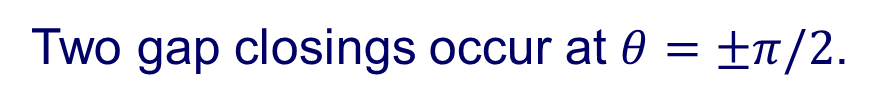 Two gap closings occur at 𝜃 = ±𝜋/2.